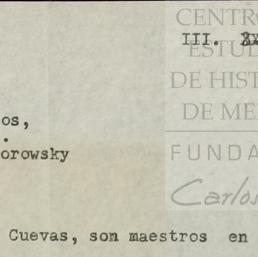 CENTRO
III.
ESTUD
DE HIST
DE ME
os,
.
orowsky
FUNDA
Carlos
Cuevas, son maestros en